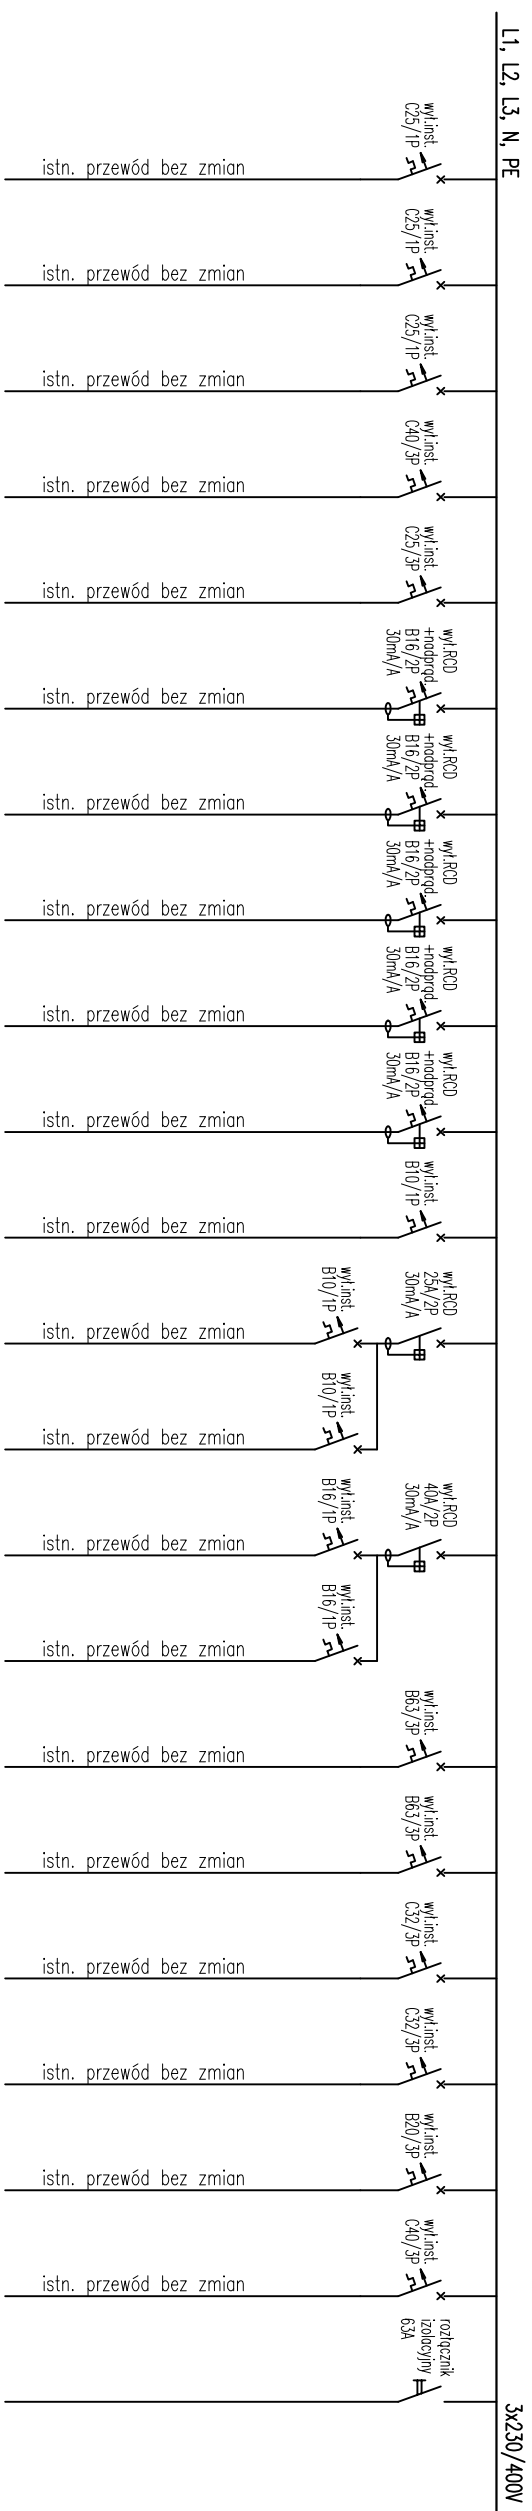 L1, L2, L3, N, PE
wył.inst.
C25/1P
istn. przewód bez zmian
wył.inst.
C25/1P
istn. przewód bez zmian
wył.inst.
C25/1P
istn. przewód bez zmian
wył.inst.
C40/3P
istn. przewód bez zmian
wył.inst.
C25/3P
istn. przewód bez zmian
wył.RCD
+nadprąd.
B16/2P
30mA/A
istn. przewód bez zmian
wył.RCD
+nadprąd.
B16/2P
30mA/A
istn. przewód bez zmian
wył.RCD
+nadprąd.
B16/2P
30mA/A
istn. przewód bez zmian
wył.RCD
+nadprąd.
B16/2P
30mA/A
istn. przewód bez zmian
wył.RCD
+nadprąd.
B16/2P
30mA/A
istn. przewód bez zmian
wył.inst.
B10/1P
istn. przewód bez zmian
wył.RCD
25A/2P
30mA/A
wył.inst.
B10/1P
istn. przewód bez zmian
wył.inst.
B10/1P
istn. przewód bez zmian
wył.RCD
40A/2P
30mA/A
wył.inst.
B16/1P
istn. przewód bez zmian
wył.inst.
B16/1P
istn. przewód bez zmian
wył.inst.
B63/3P
istn. przewód bez zmian
wył.inst.
B63/3P
istn. przewód bez zmian
wył.inst.
C32/3P
istn. przewód bez zmian
wył.inst.
C32/3P
istn. przewód bez zmian
wył.inst.
B20/3P
istn. przewód bez zmian
wył.inst.
C40/3P
istn. przewód bez zmian
rozłącznik
izolacyjny
63A
3x230/400V